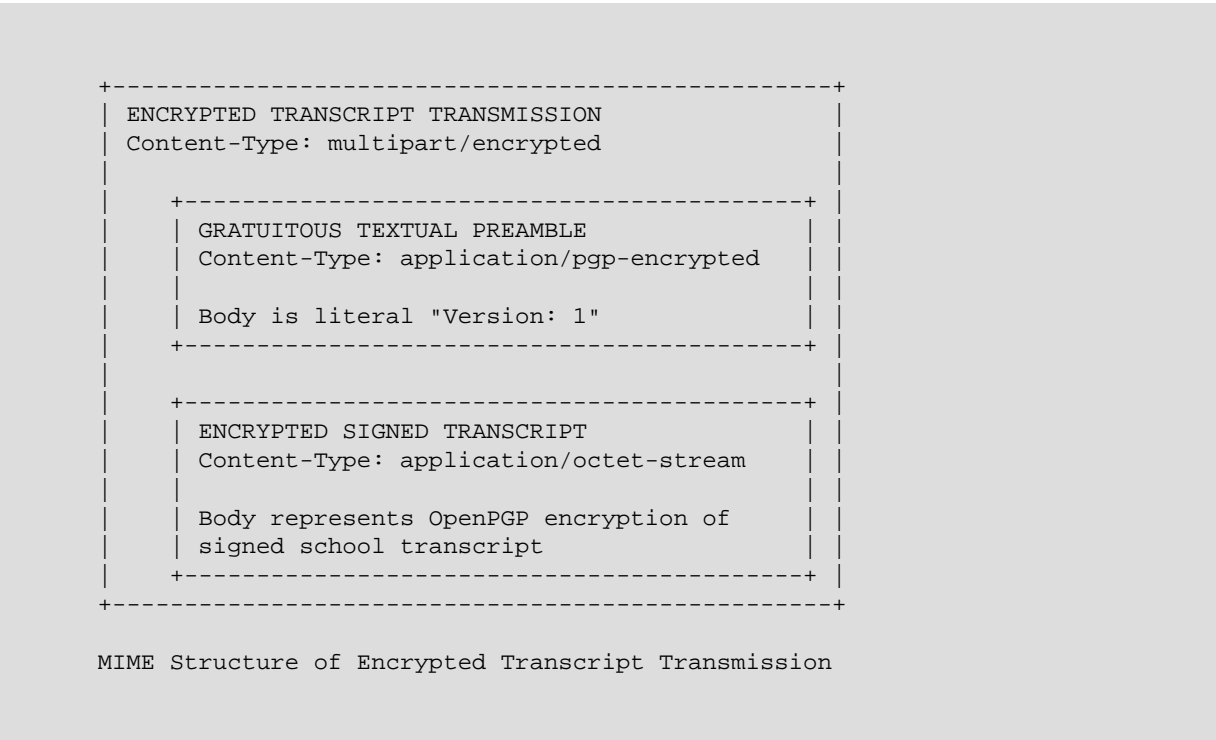 +--------------------------------------------------+
| ENCRYPTED TRANSCRIPT TRANSMISSION                |
| Content-Type: multipart/encrypted                |
|                                                  |
|    +-------------------------------------------+ |
|    | GRATUITOUS TEXTUAL PREAMBLE               | |
|    | Content-Type: application/pgp-encrypted   | |
|    |                                           | |
|    | Body is literal "Version: 1"              | |
|    +-------------------------------------------+ |
|                                                  |
|    +-------------------------------------------+ |
|    | ENCRYPTED SIGNED TRANSCRIPT               | |
|    | Content-Type: application/octet-stream    | |
|    |                                           | |
|    | Body represents OpenPGP encryption of     | |
|    | signed school transcript                  | |
|    +-------------------------------------------+ |
+--------------------------------------------------+
MIME Structure of Encrypted Transcript Transmission